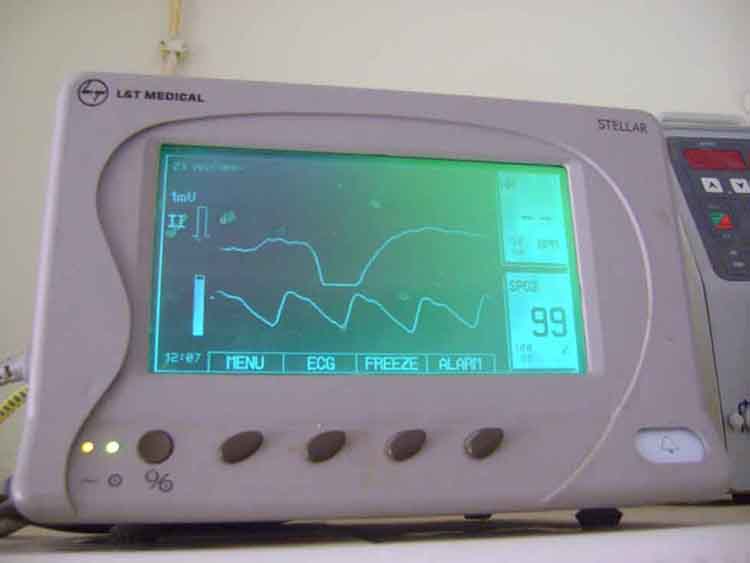 L&T MEDICAL
STELLAR
1mV
II
-- --
SPO2
99
12:07 MENU ECG FREEZE ALARM
%